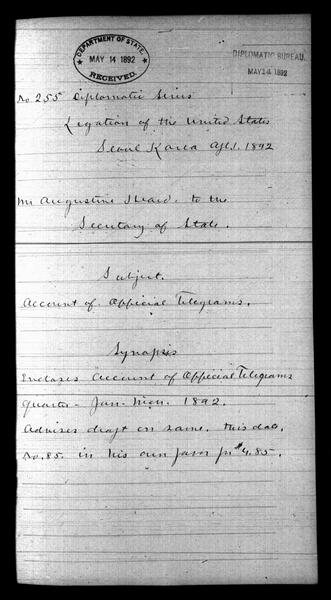 DEPARTMENT OF STATE.
MAY 14 1892
RECEIVED.
DIPLOMATIC BUREAU.
MAY 14 1892
No 255 Diplomatic Series
Legation of the United States
Seoul Korea Apl. 1. 1892
Mr Augustine Heard. to the
Secretary of State.
Subject.
Account of Official Telegrams.
Synopsis
Encloses Account of Official Telegrams
quarter - Jan. Mch. 1892.
Advises draft on same. this date.
No. 85. in his own favor for $4.85.